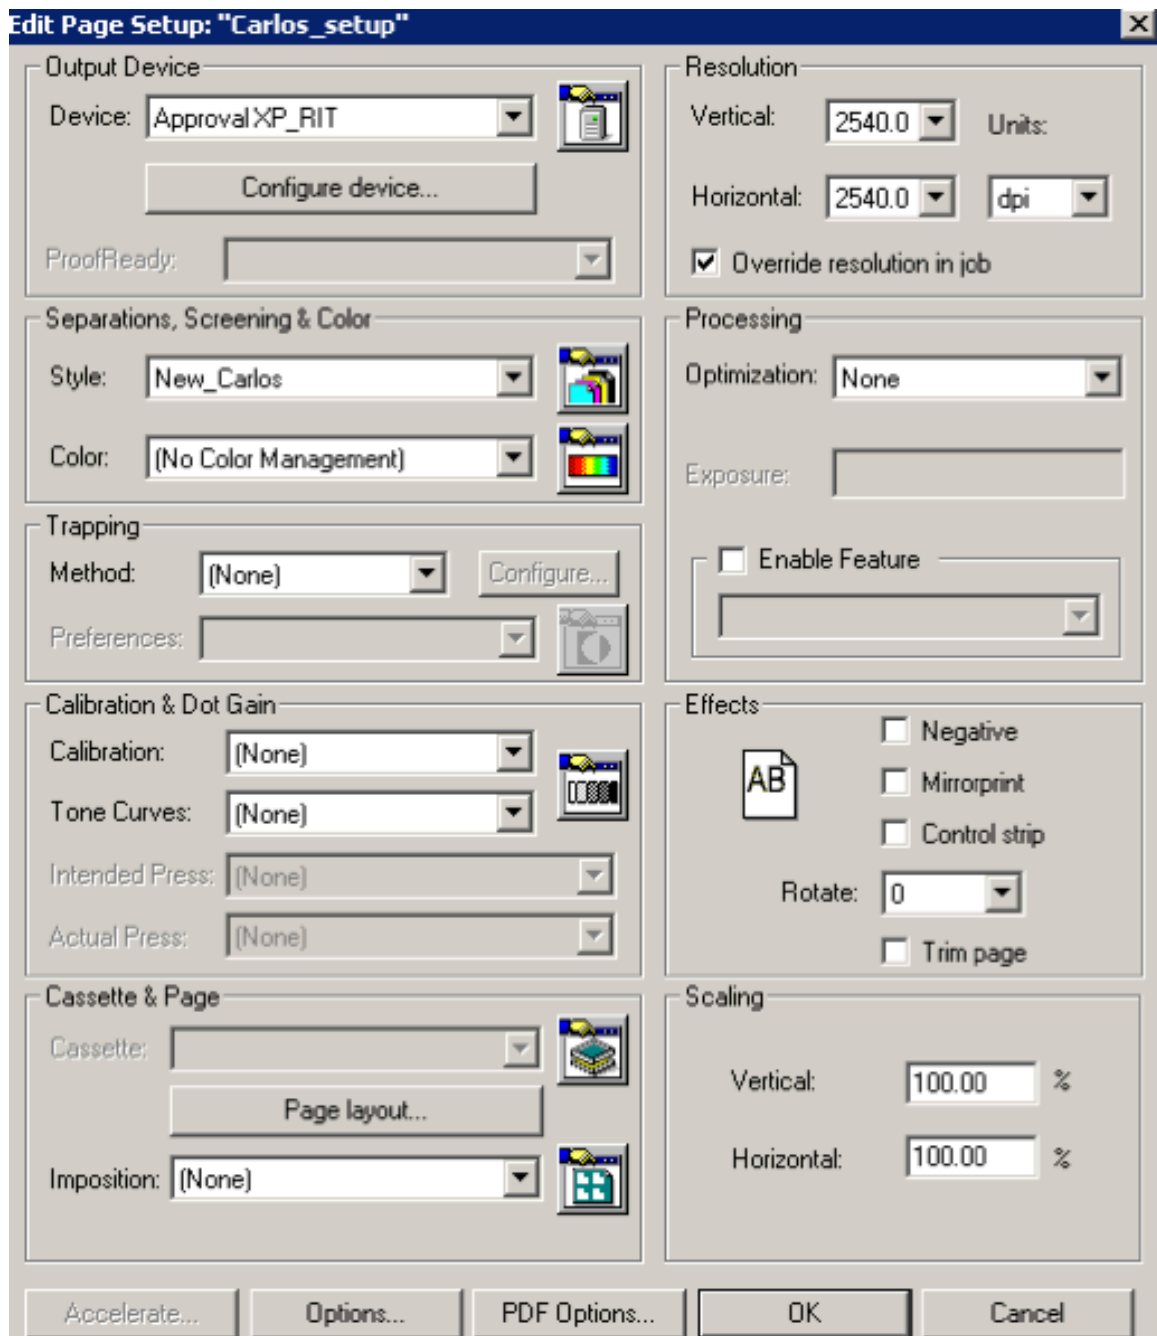 Edit Page Setup: "Carlos_setup"
Output Device
Device: Approval XP_RIT
Configure device...
ProofReady:
Resolution
Vertical: 2540.0 Units:
Horizontal: 2540.0 dpi
Override resolution in job
Separations, Screening & Color
Style: New_Carlos
Color: (No Color Management)
Processing
Optimization: None
Exposure:
Enable Feature
Trapping
Method: (None) Configure...
Preferences:
Calibration & Dot Gain
Calibration: (None)
Tone Curves: (None)
Intended Press: (None)
Actual Press: (None)
Effects
AB
Negative
Mirrorprint
Control strip
Rotate: 0
Trim page
Cassette & Page
Cassette:
Page layout...
Imposition: (None)
Scaling
Vertical: 100.00 %
Horizontal: 100.00 %
Accelerate... Options... PDF Options... OK Cancel